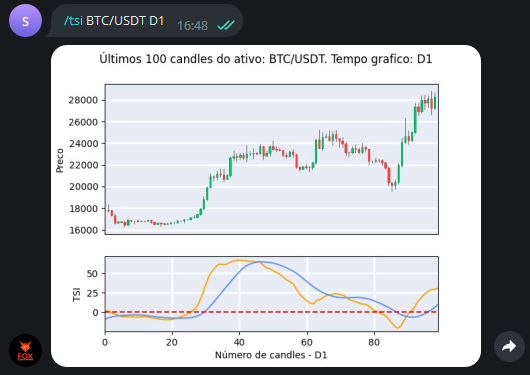 S
/tsi BTC/USDT D1
16:48
Últimos 100 candles do ativo: BTC/USDT. Tempo grafico: D1
28000
26000
24000
22000
20000
18000
16000
Preco
50
25
0
TSI
0 20 40 60 80
Número de candles - D1
FOX